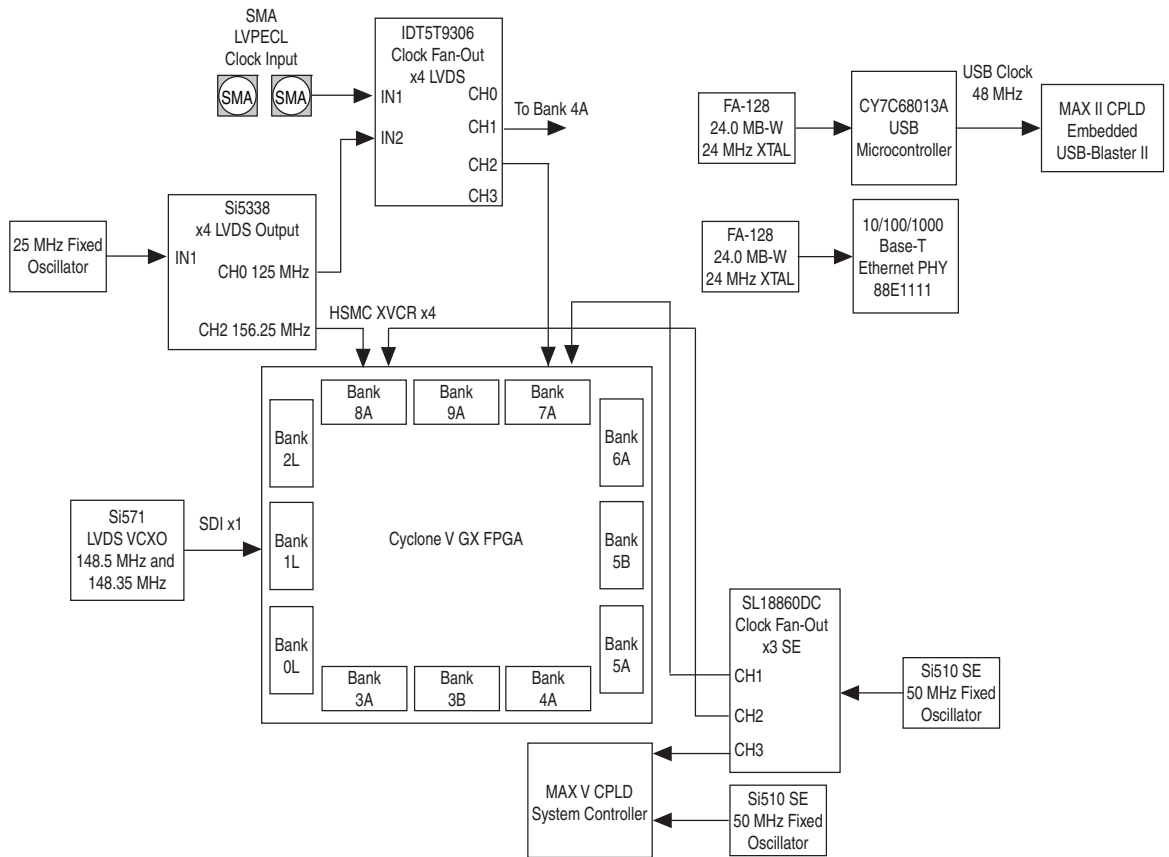 SMA
LVPECL
Clock Input
SMA
SMA
IDT5T9306
Clock Fan-Out
x4 LVDS
IN1
IN2
CH0
CH1
CH2
CH3
To Bank 4A
FA-128
24.0 MB-W
24 MHz XTAL
CY7C68013A
USB
Microcontroller
USB Clock
48 MHz
MAX II CPLD
Embedded
USB-Blaster II
25 MHz Fixed
Oscillator
Si5338
x4 LVDS Output
IN1
CH0 125 MHz
CH2 156.25 MHz
FA-128
24.0 MB-W
24 MHz XTAL
10/100/1000
Base-T
Ethernet PHY
88E1111
HSMC XVCR x4
Bank
8A
Bank
9A
Bank
7A
Bank
2L
Bank
6A
Si571
LVDS VCXO
148.5 MHz and
148.35 MHz
SDI x1
Bank
1L
Cyclone V GX FPGA
Bank
5B
Bank
0L
Bank
5A
Bank
3A
Bank
3B
Bank
4A
SL18860DC
Clock Fan-Out
x3 SE
CH1
CH2
CH3
Si510 SE
50 MHz Fixed
Oscillator
MAX V CPLD
System Controller
Si510 SE
50 MHz Fixed
Oscillator